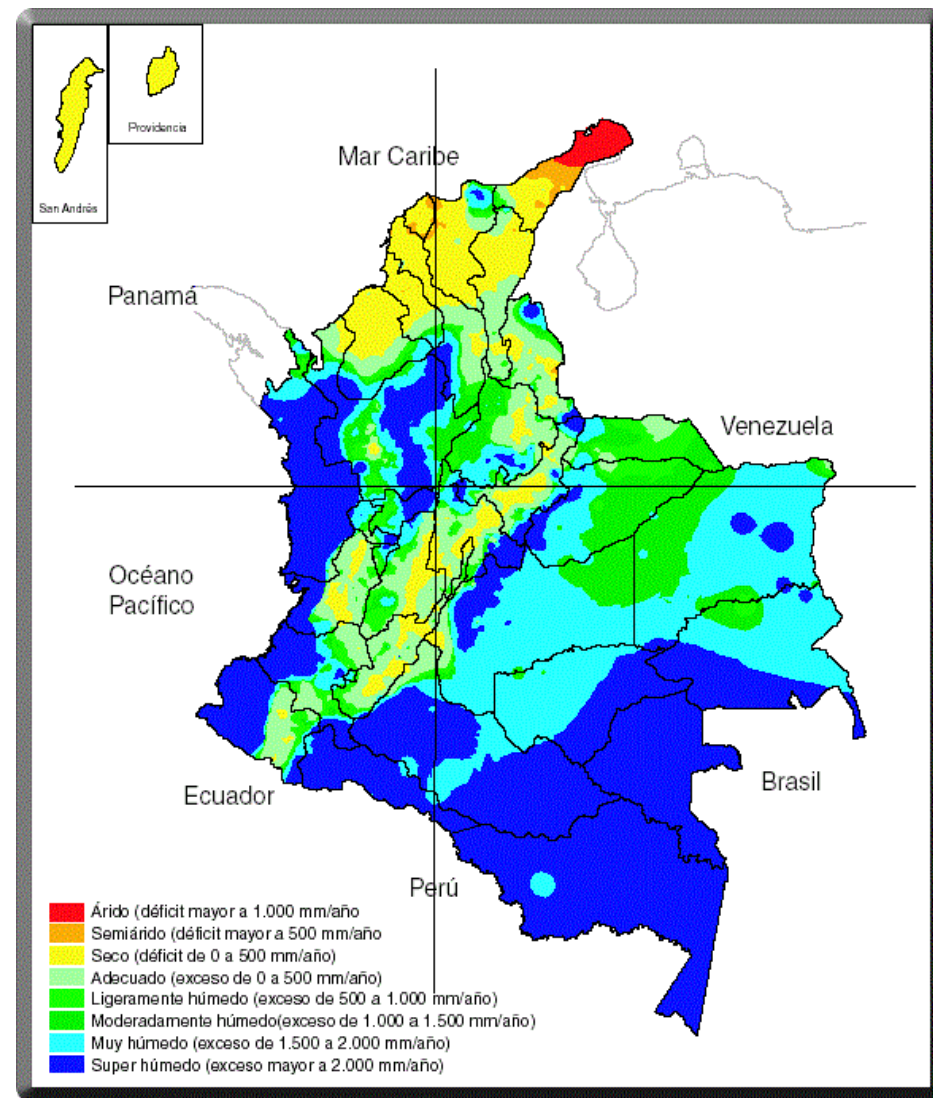 Providencia
San Andrés
Mar Caribe
Panamá
Venezuela
Océano
Pacífico
Ecuador
Brasil
Perú
Árido (déficit mayor a 1.000 mm/año
Semiárido (déficit mayor a 500 mm/año
Seco (déficit de 0 a 500 mm/año)
Adecuado (exceso de 0 a 500 mm/año)
Ligeramente húmedo (exceso de 500 a 1.000 mm/año)
Moderadamente húmedo(exceso de 1.000 a 1.500 mm/año)
Muy húmedo (exceso de 1.500 a 2.000 mm/año)
Super húmedo (exceso mayor a 2.000 mm/año)